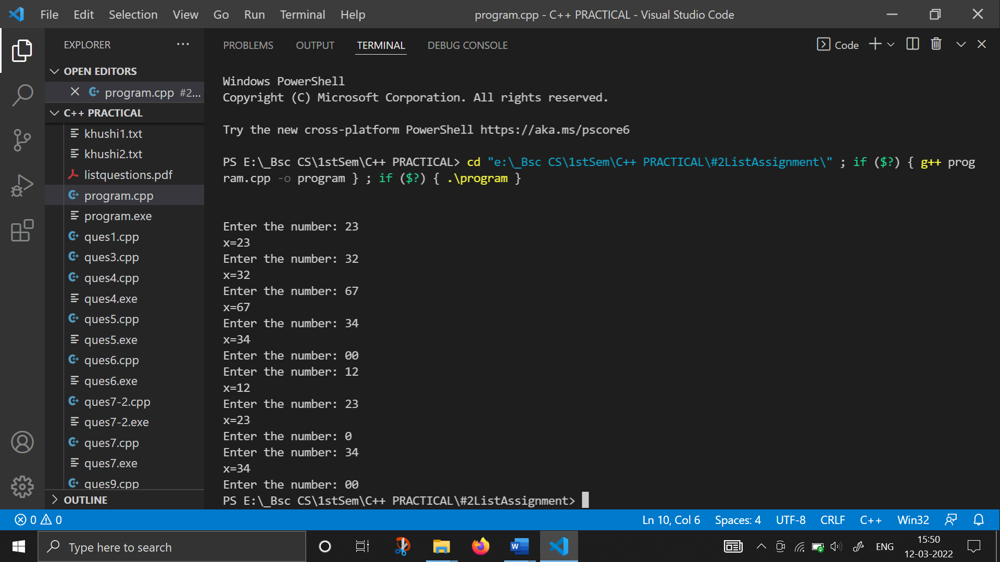 File Edit Selection View Go Run Terminal Help
program.cpp - C++ PRACTICAL - Visual Studio Code
EXPLORER
OPEN EDITORS
program.cpp #2...
C++ PRACTICAL
khushi1.txt
khushi2.txt
listquestions.pdf
program.cpp
program.exe
ques1.cpp
ques3.cpp
ques4.cpp
ques4.exe
ques5.cpp
ques5.exe
ques6.cpp
ques6.exe
ques7-2.cpp
ques7-2.exe
ques7.cpp
ques7.exe
ques9.cpp
OUTLINE
PROBLEMS OUTPUT TERMINAL DEBUG CONSOLE
Code
Windows PowerShell
Copyright (C) Microsoft Corporation. All rights reserved.
Try the new cross-platform PowerShell https://aka.ms/pscore6
PS E:\_Bsc CS\1stSem\C++ PRACTICAL> cd "e:\_Bsc CS\1stSem\C++ PRACTICAL\#2ListAssignment\" ; if ($?) { g++ prog
ram.cpp -o program } ; if ($?) { .\program }
Enter the number: 23
x=23
Enter the number: 32
x=32
Enter the number: 67
x=67
Enter the number: 34
x=34
Enter the number: 00
Enter the number: 12
x=12
Enter the number: 23
x=23
Enter the number: 0
Enter the number: 34
x=34
Enter the number: 00
PS E:\_Bsc CS\1stSem\C++ PRACTICAL\#2ListAssignment>
0 0
Ln 10, Col 6 Spaces: 4 UTF-8 CRLF C++ Win32
Type here to search
W
ENG
15:50
12-03-2022